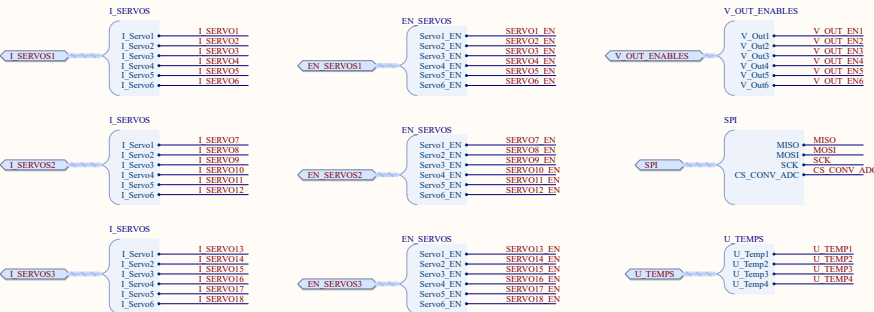 I_SERVOS
I_SERVOS1
I_Servo1 I_SERVO1
I_Servo2 I_SERVO2
I_Servo3 I_SERVO3
I_Servo4 I_SERVO4
I_Servo5 I_SERVO5
I_Servo6 I_SERVO6
EN_SERVOS
EN_SERVOS1
Servo1_EN SERVO1_EN
Servo2_EN SERVO2_EN
Servo3_EN SERVO3_EN
Servo4_EN SERVO4_EN
Servo5_EN SERVO5_EN
Servo6_EN SERVO6_EN
V_OUT_ENABLES
V_OUT_ENABLES
V_Out1 V_OUT_EN1
V_Out2 V_OUT_EN2
V_Out3 V_OUT_EN3
V_Out4 V_OUT_EN4
V_Out5 V_OUT_EN5
V_Out6 V_OUT_EN6
I_SERVOS
I_SERVOS2
I_Servo1 I_SERVO7
I_Servo2 I_SERVO8
I_Servo3 I_SERVO9
I_Servo4 I_SERVO10
I_Servo5 I_SERVO11
I_Servo6 I_SERVO12
EN_SERVOS
EN_SERVOS2
Servo1_EN SERVO7_EN
Servo2_EN SERVO8_EN
Servo3_EN SERVO9_EN
Servo4_EN SERVO10_EN
Servo5_EN SERVO11_EN
Servo6_EN SERVO12_EN
SPI
SPI
MISO MISO
MOSI MOSI
SCK SCK
CS_CONV_ADC CS_CONV_ADC
I_SERVOS
I_SERVOS3
I_Servo1 I_SERVO13
I_Servo2 I_SERVO14
I_Servo3 I_SERVO15
I_Servo4 I_SERVO16
I_Servo5 I_SERVO17
I_Servo6 I_SERVO18
EN_SERVOS
EN_SERVOS3
Servo1_EN SERVO13_EN
Servo2_EN SERVO14_EN
Servo3_EN SERVO15_EN
Servo4_EN SERVO16_EN
Servo5_EN SERVO17_EN
Servo6_EN SERVO18_EN
U_TEMPS
U_TEMPS
U_Temp1 U_TEMP1
U_Temp2 U_TEMP2
U_Temp3 U_TEMP3
U_Temp4 U_TEMP4